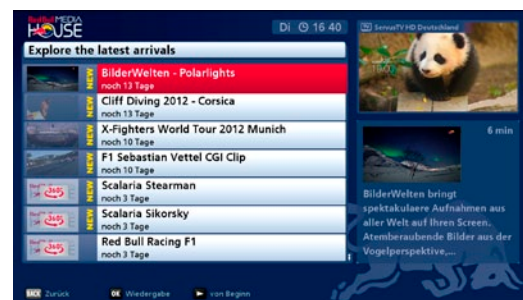 Red Bull MEDIA
HOUSE
Di 16 40
ServusTV HD Deutschland
Explore the latest arrivals
NEW
BilderWelten - Polarlights
noch 13 Tage
NEW
Cliff Diving 2012 - Corsica
noch 13 Tage
NEW
X-Fighters World Tour 2012 Munich
noch 10 Tage
NEW
F1 Sebastian Vettel CGI Clip
noch 10 Tage
360
NEW
Scalaria Stearman
noch 3 Tage
360
NEW
Scalaria Sikorsky
noch 3 Tage
360
Red Bull Racing F1
noch 3 Tage
6 min
BilderWelten bringt
spektakulaere Aufnahmen aus
aller Welt auf Ihren Screen.
Atemberaubende Bilder aus der
Vogelperspektive,...
BACK Zurück
OK Wiedergabe
von Beginn